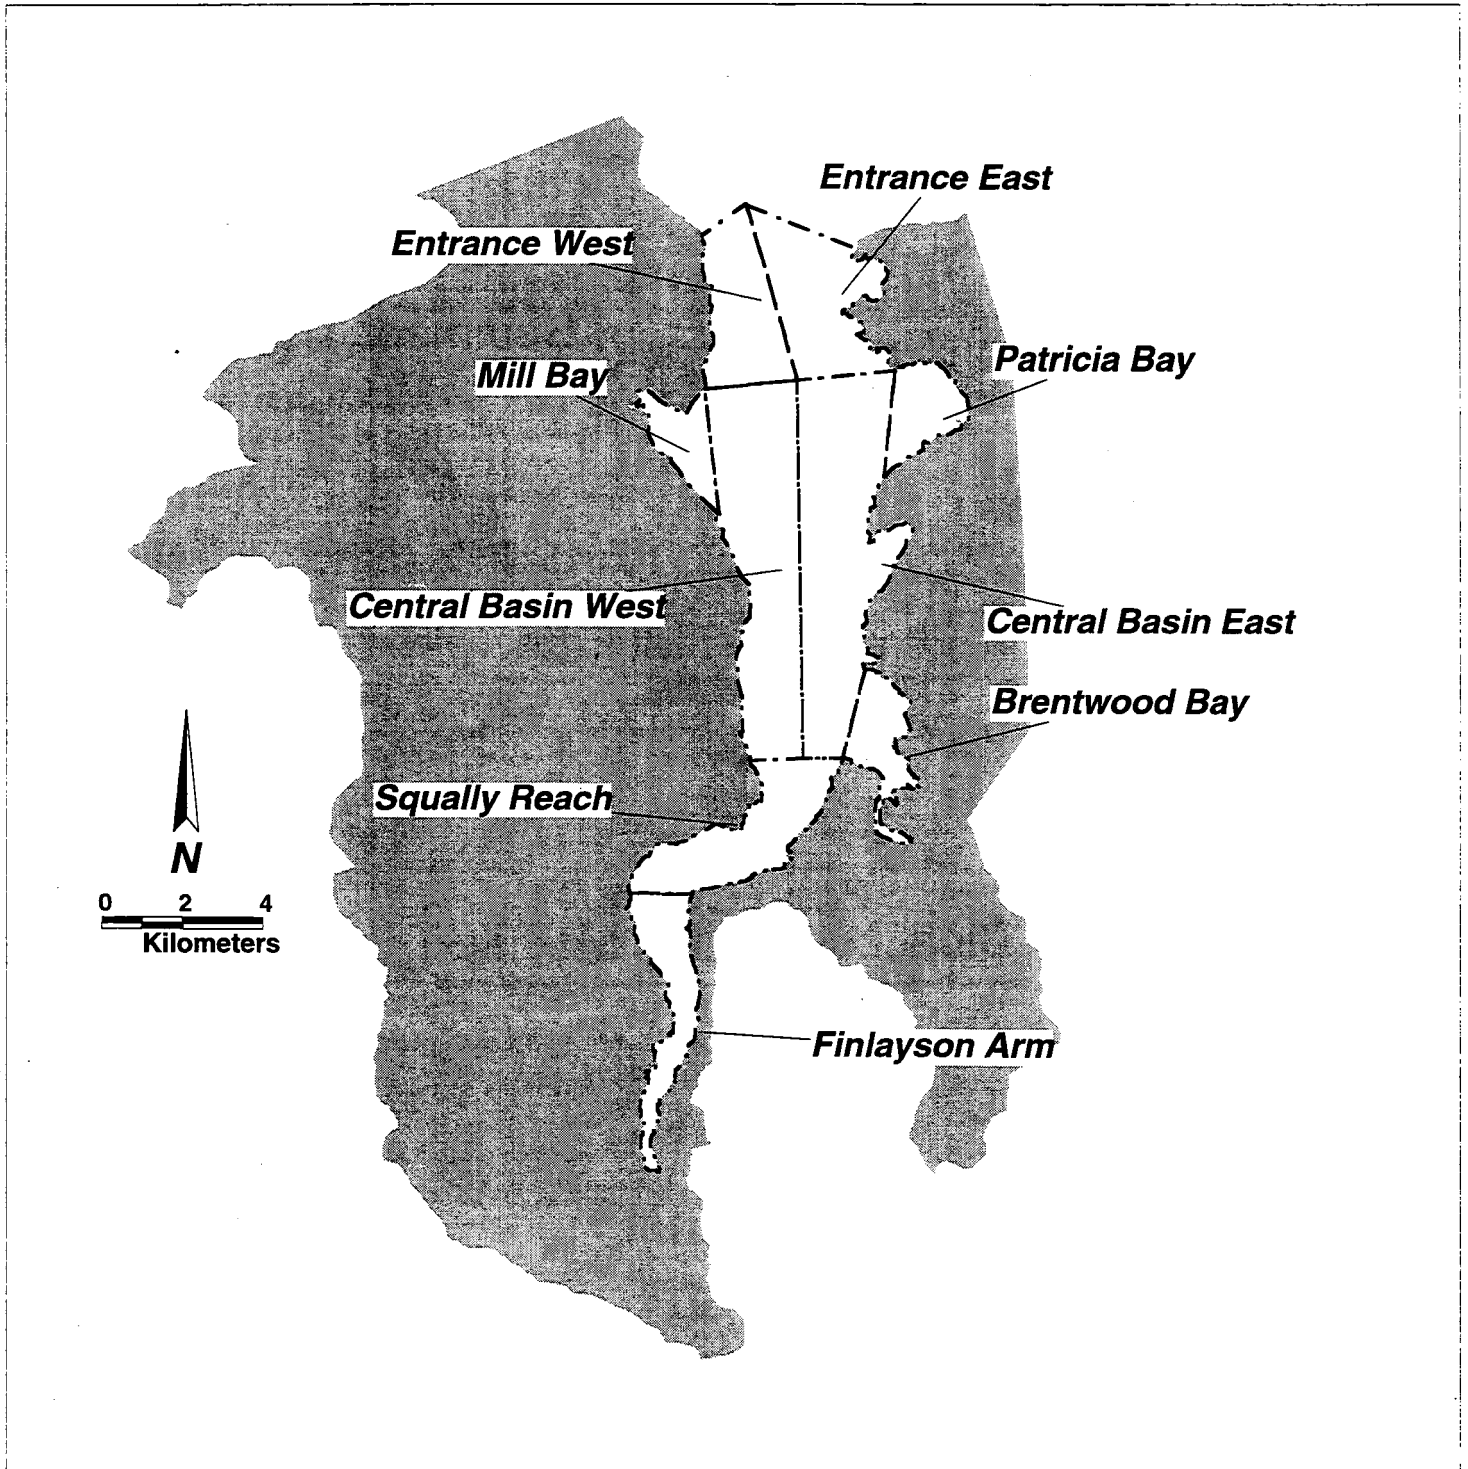 Entrance East
Entrance West
Patricia Bay
Mill Bay
Central Basin West
Central Basin East
Brentwood Bay
Squally Reach
N
0 2 4
Kilometers
Finlayson Arm